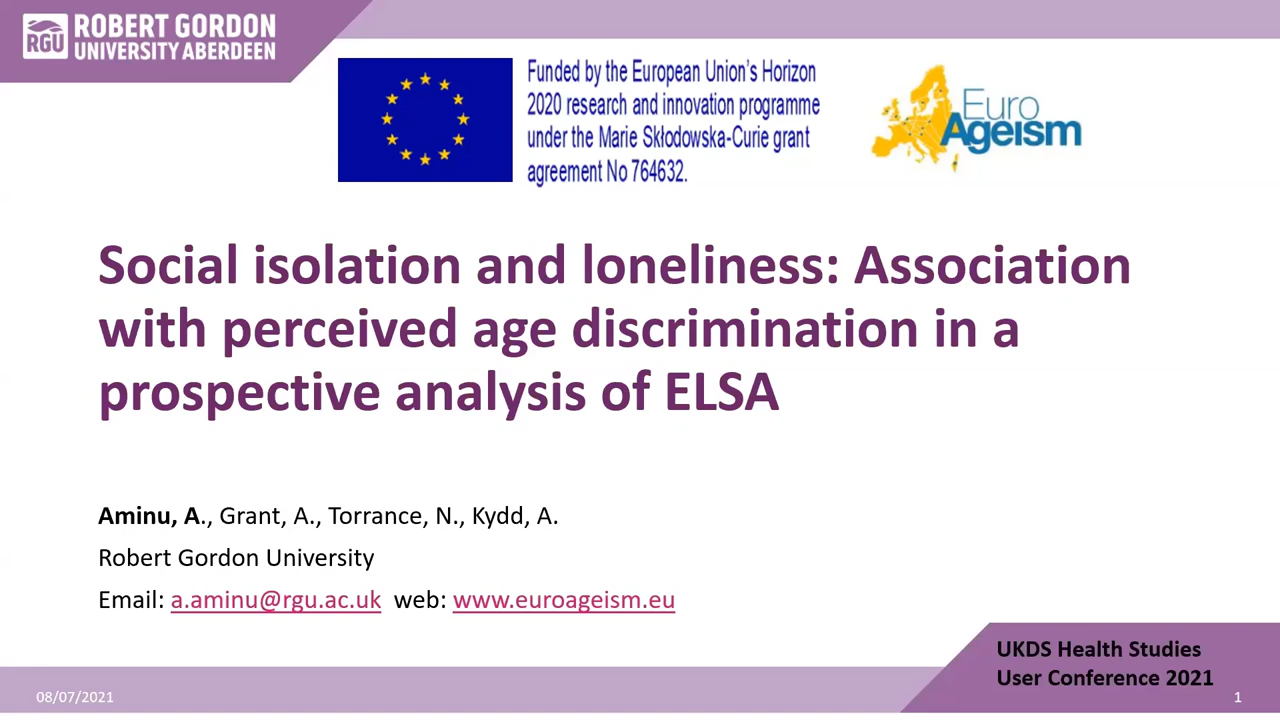 ROBERT GORDON
UNIVERSITY ABERDEEN
RGU
Funded by the European Union's Horizon
2020 research and innovation programme
under the Marie Skłodowska-Curie grant
agreement No 764632.
Euro
Ageism
Social isolation and loneliness: Association
with perceived age discrimination in a
prospective analysis of ELSA
Aminu, A., Grant, A., Torrance, N., Kydd, A.
Robert Gordon University
Email: a.aminu@rgu.ac.uk web: www.euroageism.eu
UKDS Health Studies
User Conference 2021
08/07/2021
1